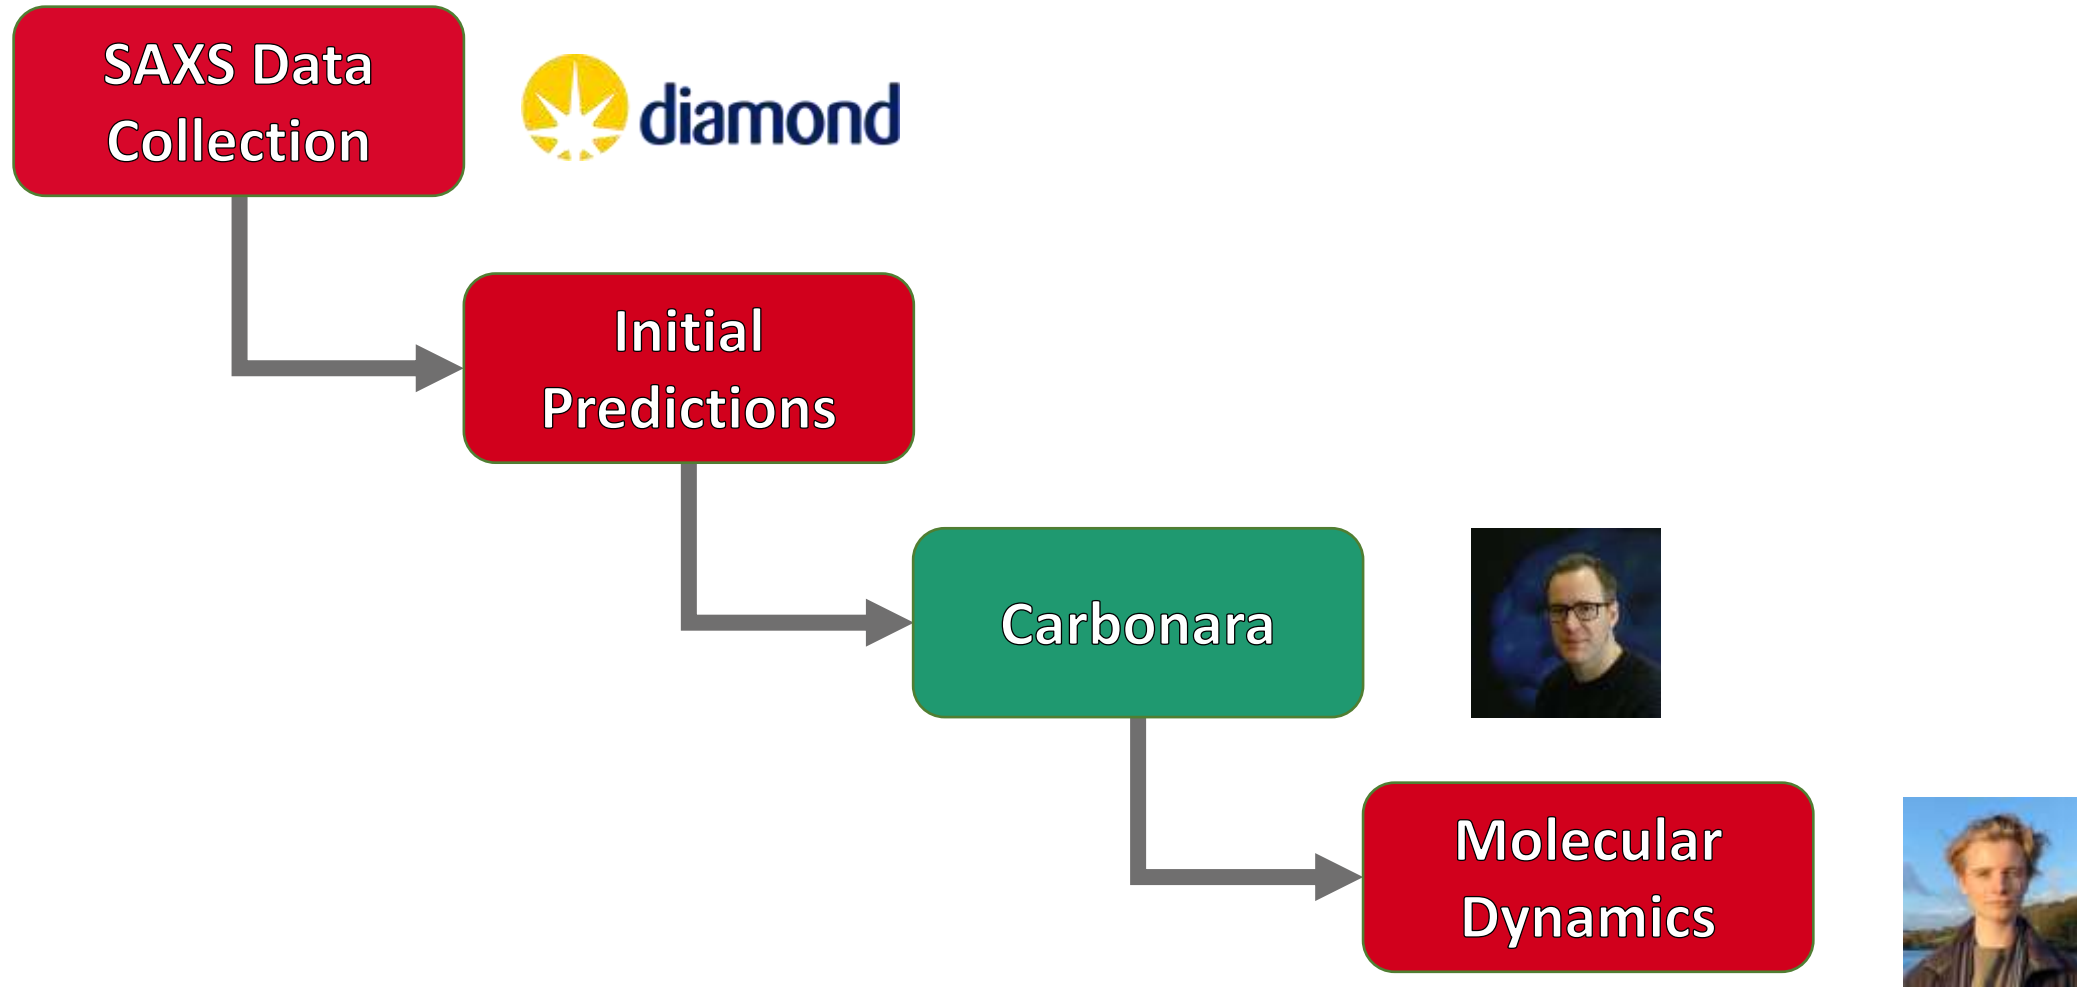 SAXS Data
Collection
diamond
Initial
Predictions
Carbonara
Molecular
Dynamics